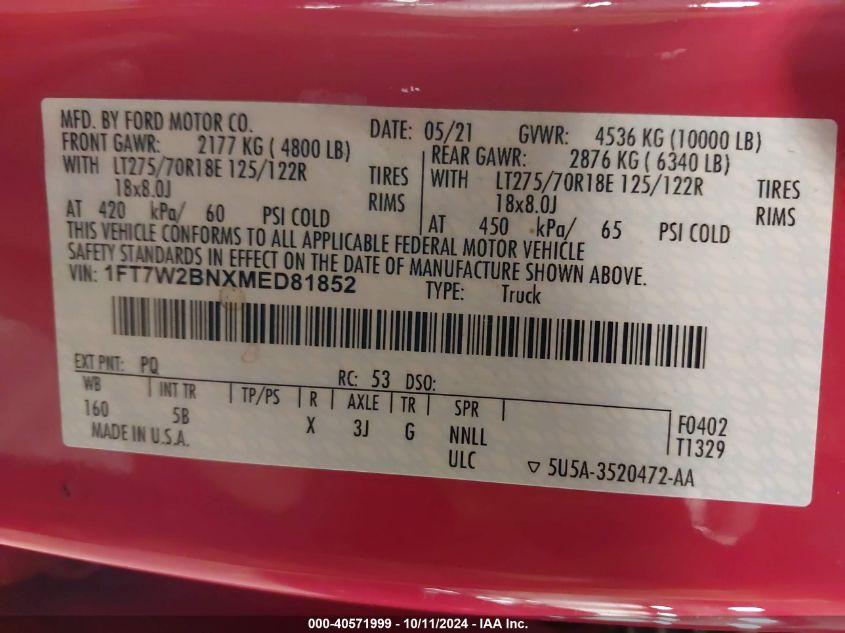 MFD. BY FORD MOTOR CO.
DATE: 05/21 GVWR: 4536 KG (10000 LB)
FRONT GAWR: 2177 KG ( 4800 LB)
REAR GAWR: 2876 KG ( 6340 LB)
WITH LT275/70R18E 125/122R TIRES
WITH LT275/70R18E 125/122R TIRES
18x8.0J RIMS
18x8.0J RIMS
AT 420 kPa/ 60 PSI COLD
AT 450 kPa/ 65 PSI COLD
THIS VEHICLE CONFORMS TO ALL APPLICABLE FEDERAL MOTOR VEHICLE
SAFETY STANDARDS IN EFFECT ON THE DATE OF MANUFACTURE SHOWN ABOVE.
VIN: 1FT7W2BNXMED81852 TYPE: Truck
EXT PNT: PQ RC: 53 DSO:
WB INT TR TP/PS R AXLE TR SPR
160 5B X 3J G NNLL F0402
MADE IN U.S.A. ULC T1329
▽ 5U5A-3520472-AA
000-40571999 - 10/11/2024 - IAA Inc.